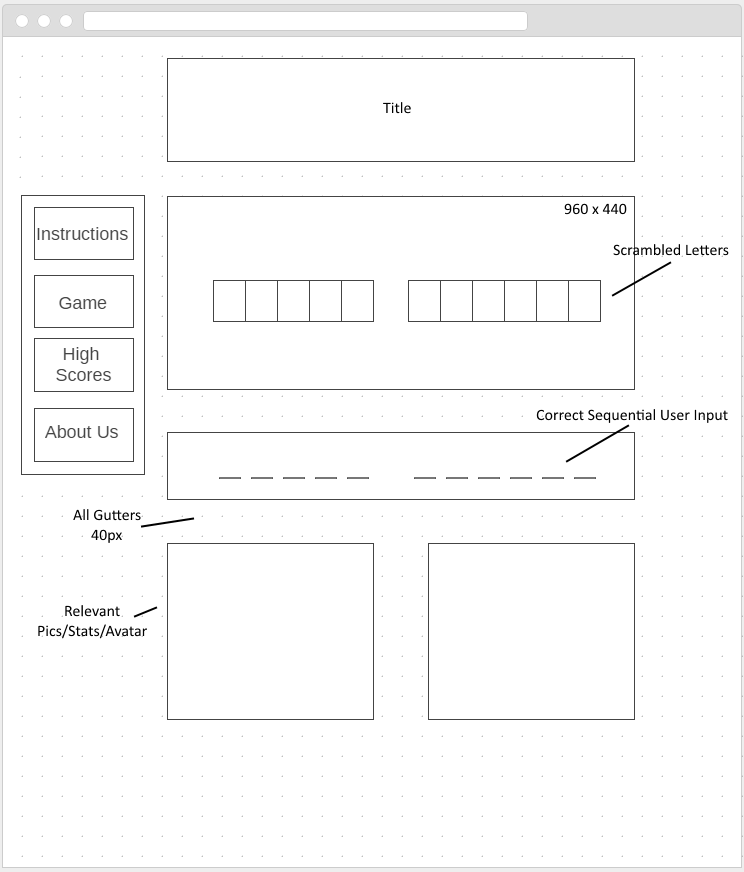 Title
Instructions
Game
High
Scores
About Us
960 x 440
Scrambled Letters
Correct Sequential User Input
All Gutters
40px
Relevant
Pics/Stats/Avatar